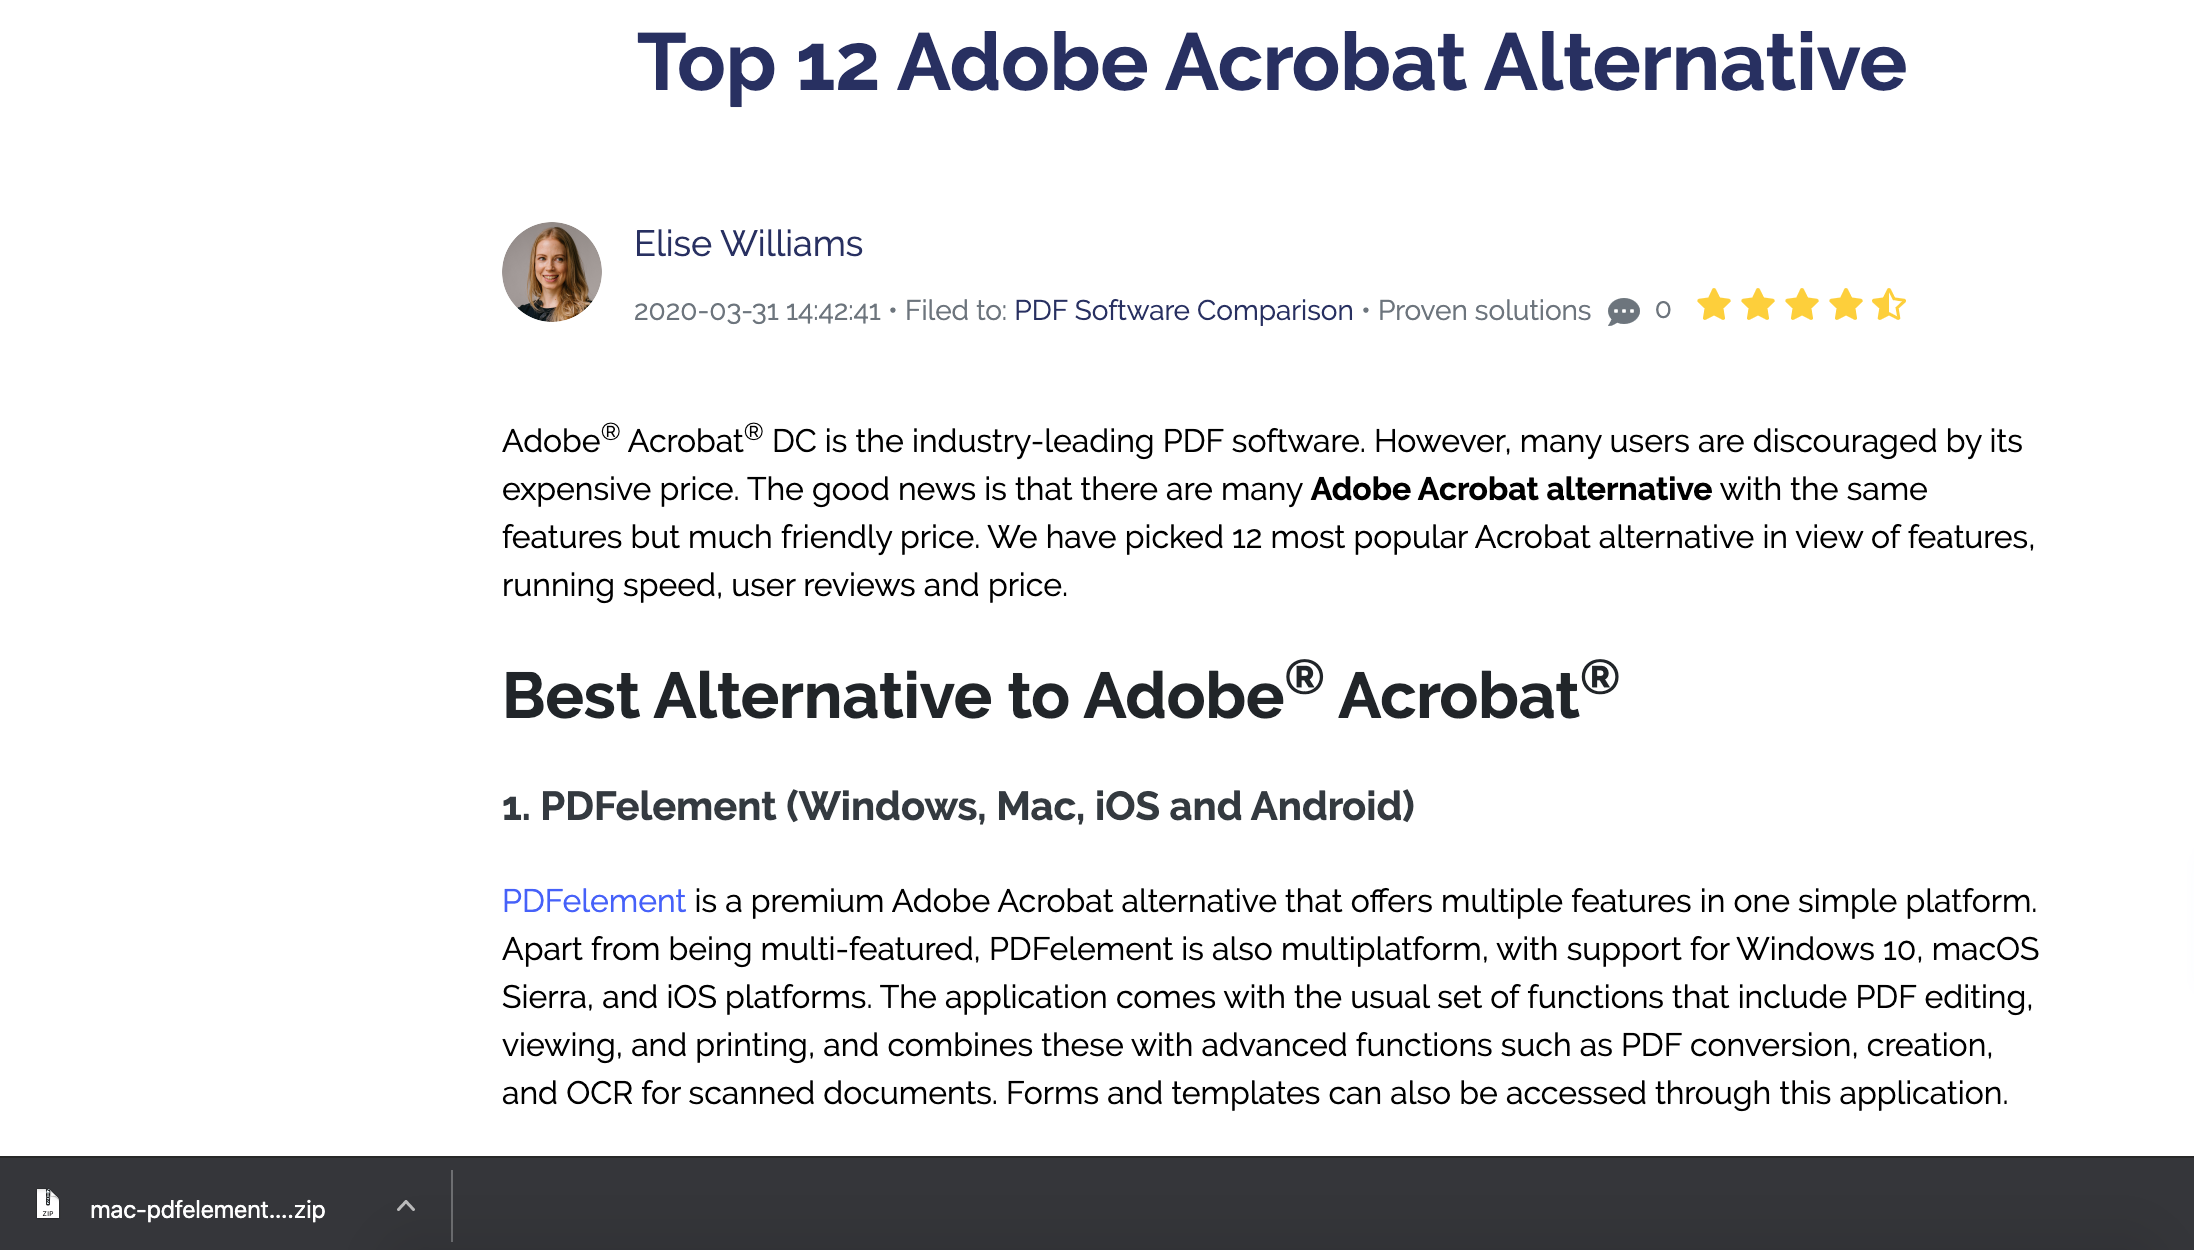 Top 12 Adobe Acrobat Alternative
Elise Williams
2020-03-31 14:42:41 • Filed to: PDF Software Comparison • Proven solutions 0
Adobe® Acrobat® DC is the industry-leading PDF software. However, many users are discouraged by its
expensive price. The good news is that there are many Adobe Acrobat alternative with the same
features but much friendly price. We have picked 12 most popular Acrobat alternative in view of features,
running speed, user reviews and price.
Best Alternative to Adobe® Acrobat®
1. PDFelement (Windows, Mac, iOS and Android)
PDFelement is a premium Adobe Acrobat alternative that offers multiple features in one simple platform.
Apart from being multi-featured, PDFelement is also multiplatform, with support for Windows 10, macOS
Sierra, and iOS platforms. The application comes with the usual set of functions that include PDF editing,
viewing, and printing, and combines these with advanced functions such as PDF conversion, creation,
and OCR for scanned documents. Forms and templates can also be accessed through this application.
ZIP
mac-pdfelement....zip